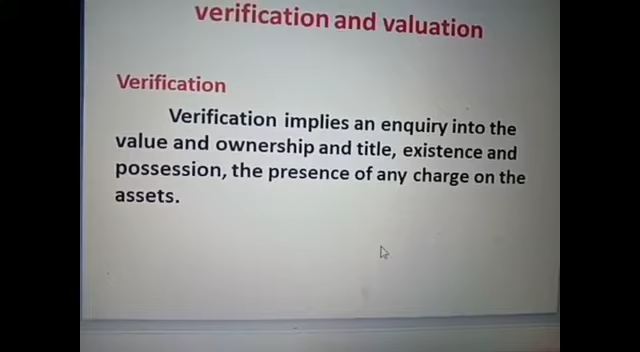 verification and valuation
Verification
Verification implies an enquiry into the
value and ownership and title, existence and
possession, the presence of any charge on the
assets.